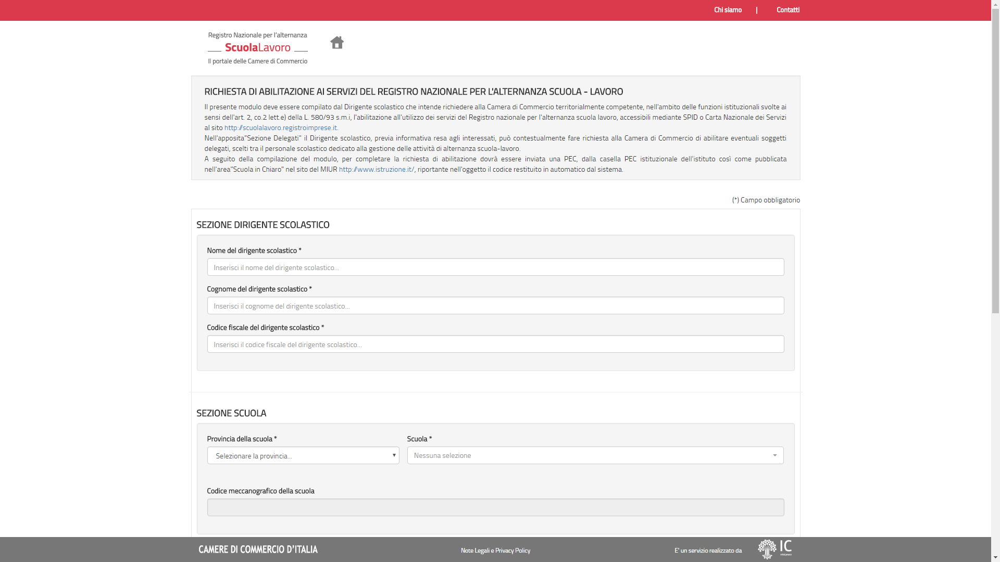 Chi siamo | Contatti
Registro Nazionale per l'alternanza
ScuolaLavoro
Il portale delle Camere di Commercio
RICHIESTA DI ABILITAZIONE AI SERVIZI DEL REGISTRO NAZIONALE PER L'ALTERNANZA SCUOLA - LAVORO
Il presente modulo deve essere compilato dal Dirigente scolastico che intende richiedere alla Camera di Commercio territorialmente competente, nell'ambito delle funzioni istituzionali svolte ai
sensi dell'art. 2, co.2 lett.e) della L. 580/93 s.m.i, l'abilitazione all'utilizzo dei servizi del Registro nazionale per l'alternanza scuola lavoro, accessibili mediante SPID o Carta Nazionale dei Servizi
al sito http://scuolalavoro.registroimprese.it.
Nell'apposita"Sezione Delegati" il Dirigente scolastico, previa informativa resa agli interessati, può contestualmente fare richiesta alla Camera di Commercio di abilitare eventuali soggetti
delegati, scelti tra il personale scolastico dedicato alla gestione delle attività di alternanza scuola-lavoro.
A seguito della compilazione del modulo, per completare la richiesta di abilitazione dovrà essere inviata una PEC, dalla casella PEC istituzionale dell'istituto così come pubblicata
nell'area"Scuola in Chiaro" nel sito del MIUR http://www.istruzione.it/, riportante nell'oggetto il codice restituito in automatico dal sistema.
(*) Campo obbligatorio
SEZIONE DIRIGENTE SCOLASTICO
Nome del dirigente scolastico *
Inserisci il nome del dirigente scolastico...
Cognome del dirigente scolastico *
Inserisci il cognome del dirigente scolastico...
Codice fiscale del dirigente scolastico *
Inserisci il codice fiscale del dirigente scolastico...
SEZIONE SCUOLA
Provincia della scuola * Scuola *
Selezionare la provincia... Nessuna selezione
Codice meccanografico della scuola
CAMERE DI COMMERCIO D'ITALIA Note Legali e Privacy Policy E' un servizio realizzato da IC
InfoCamere